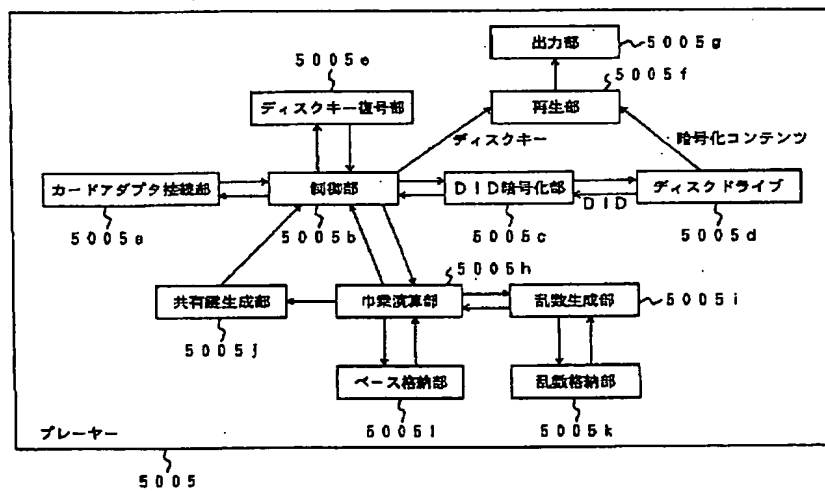 出力部
5005g
5005e
5005f
ディスクキー復号部
再生部
ディスクキー
暗号化コンテンツ
カードアダプタ接続部
制御部
DID暗号化部
ディスクドライブ
DID
5005a
5005b
5005c
5005d
5005h
共有鍵生成部
巾乗演算部
乱数生成部
5005i
5005j
ベース格納部
乱数格納部
5005l
5005k
プレーヤー
5005